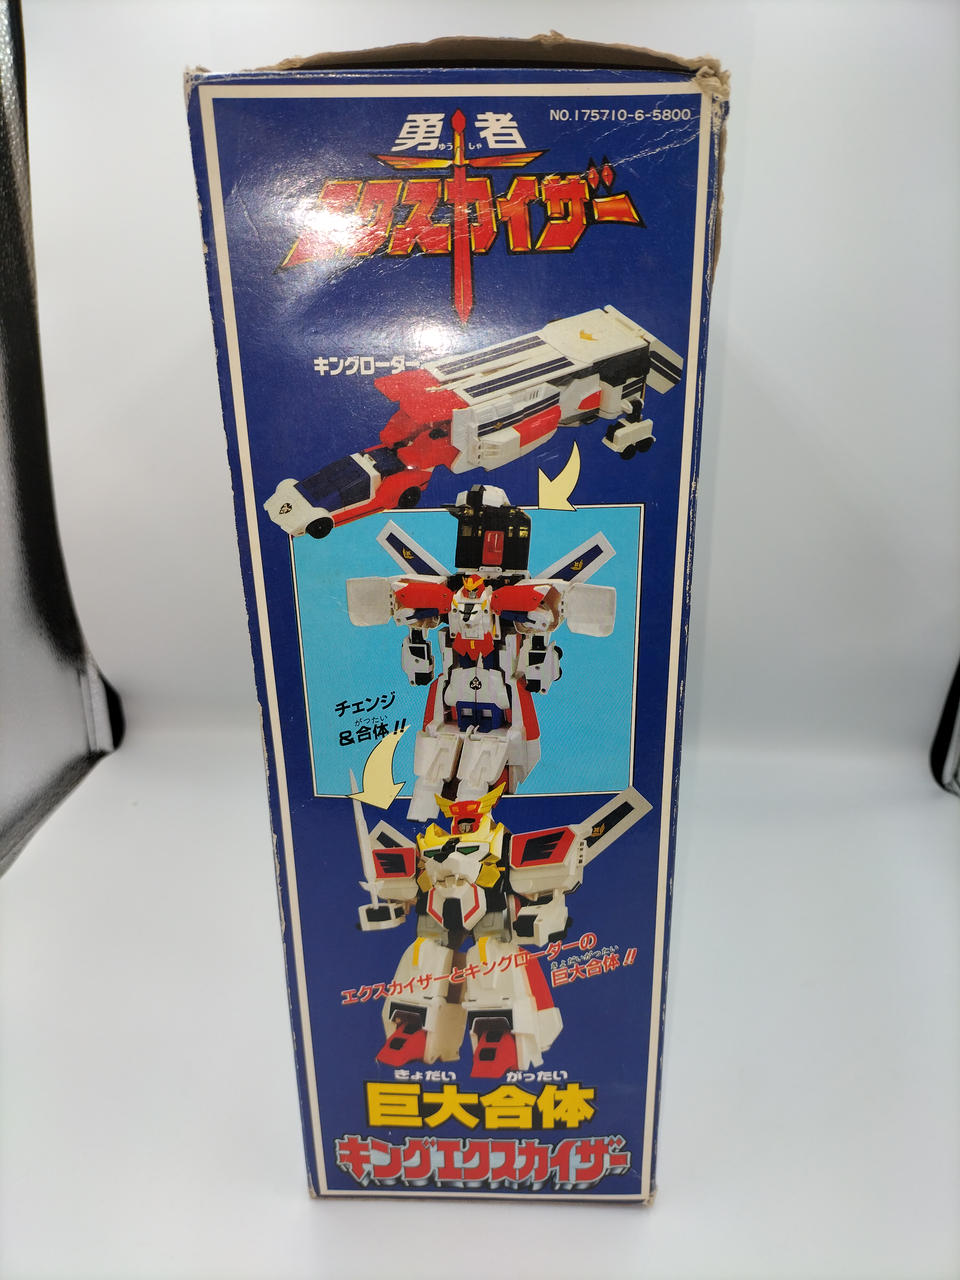 NO.175710-6-5800
勇者
ゆうしゃ
エクスカイザー
キングローダー
チェンジ
がったい
&合体!!
エクスカイザーとキングローダーの
きょだいがったい
巨大合体!!
きょだい がったい
巨大合体
キングエクスカイザー